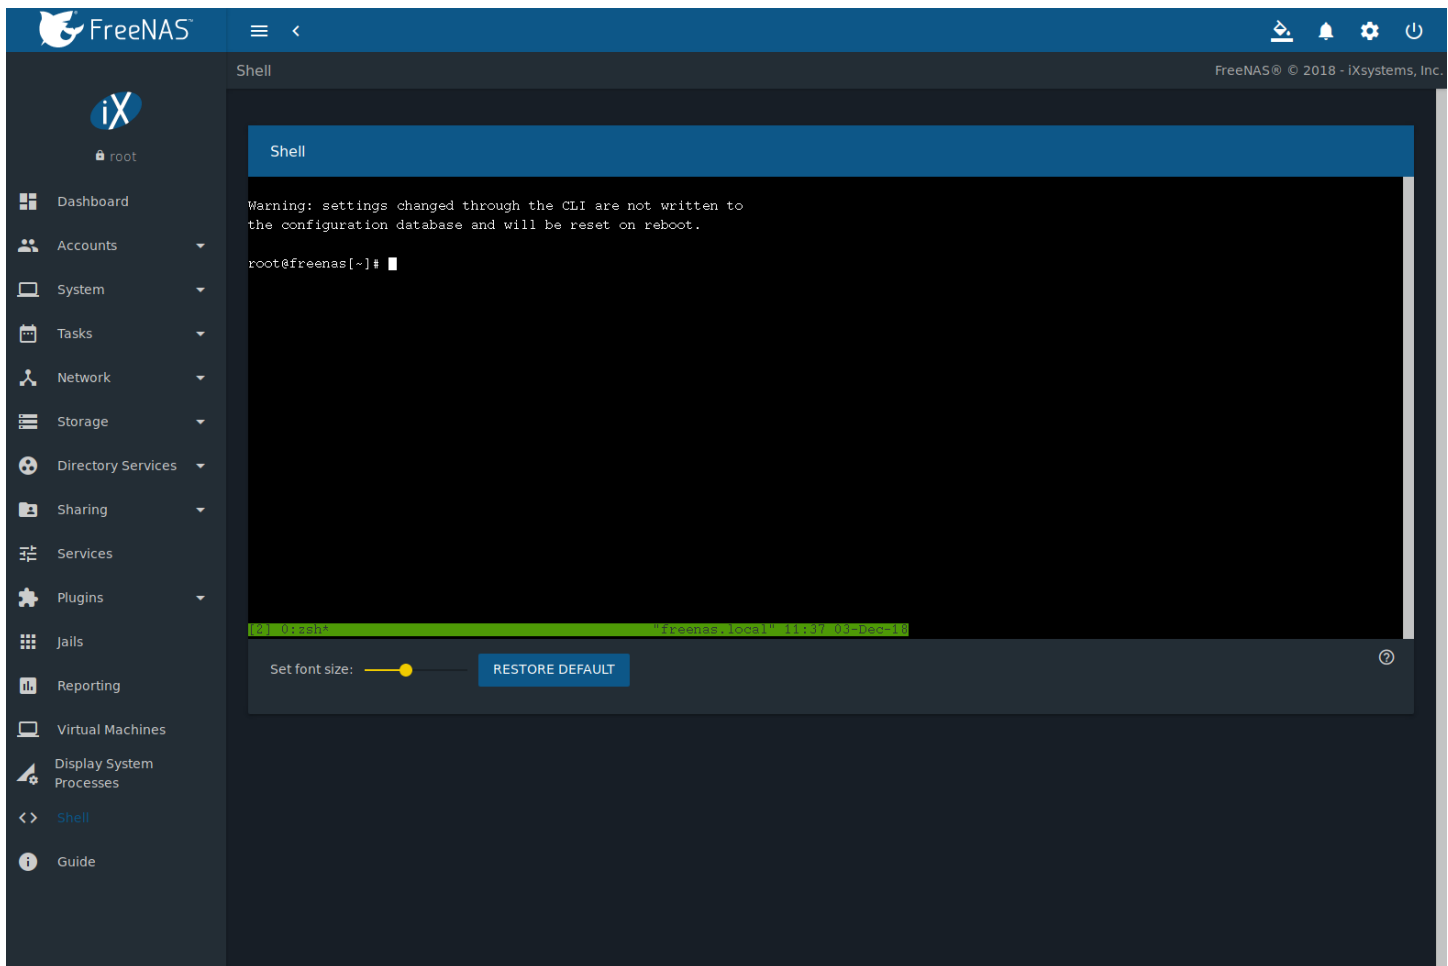 FreeNAS™
Shell
FreeNAS® © 2018 - iXsystems, Inc.
iX
root
Dashboard
Accounts
System
Tasks
Network
Storage
Directory Services
Sharing
Services
Plugins
Jails
Reporting
Virtual Machines
Display System
Processes
Shell
Guide
Shell
Warning: settings changed through the CLI are not written to
the configuration database and will be reset on reboot.
root@freenas[~]#
[2] 0:zsh* "freenas.local" 11:37 03-Dec-18
Set font size:
RESTORE DEFAULT